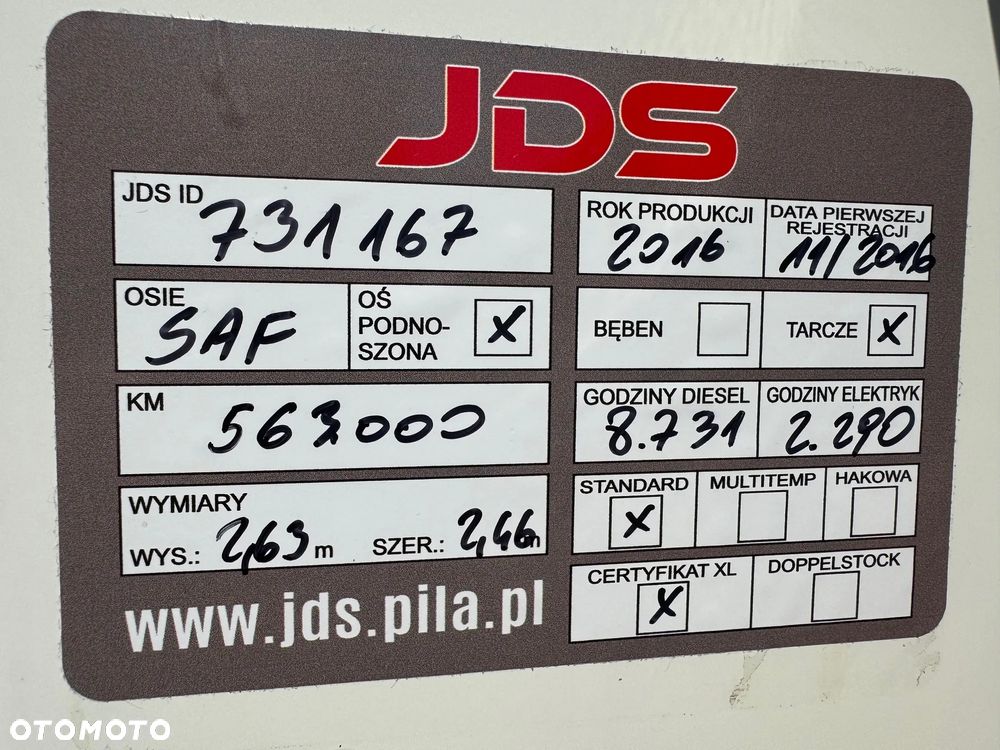 JDS
JDS ID
731167
ROK PRODUKCJI
2016
DATA PIERWSZEJ
REJESTRACJI
11/2016
OSIE
SAF
OŚ
PODNO-
SZONA
X
BĘBEN
TARCZE X
KM
563000
GODZINY DIESEL
8.731
GODZINY ELEKTRYK
2.290
WYMIARY
WYS.: 2,63 m SZER.: 2,46m
STANDARD
X
MULTITEMP
HAKOWA
CERTYFIKAT XL
X
DOPPELSTOCK
www.jds.pila.pl
OTOMOTO